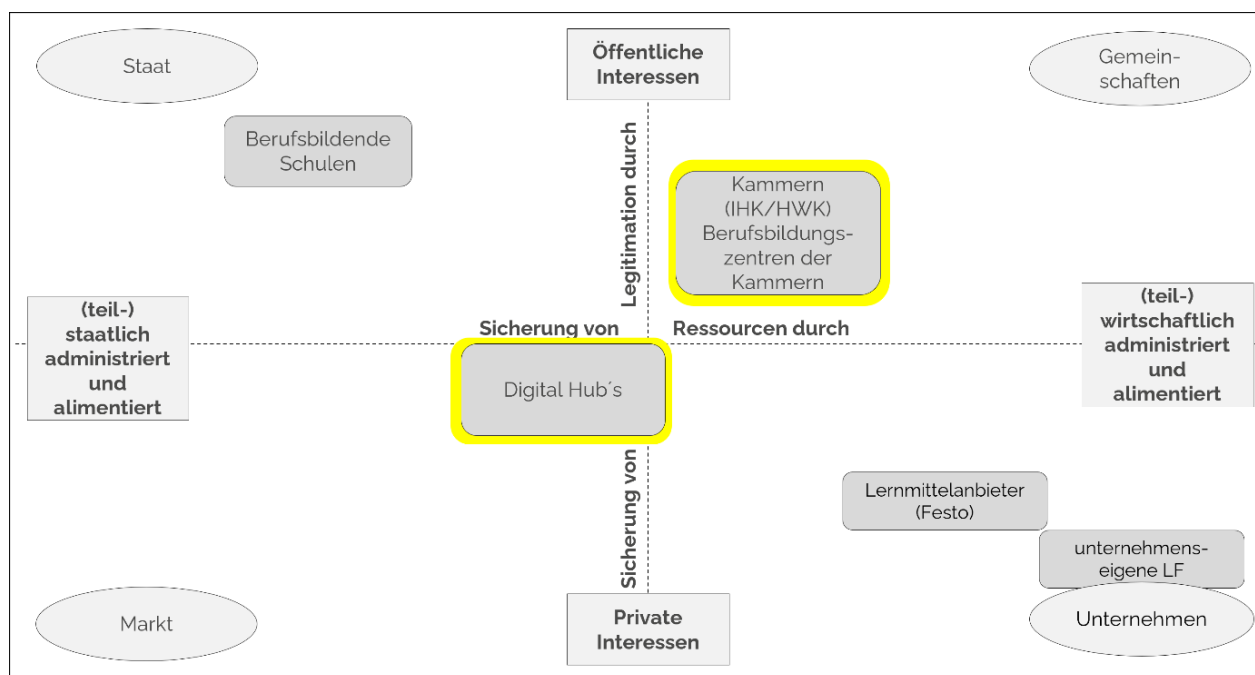 Staat
Öffentliche
Interessen
Gemein-
schaften
Berufsbildende
Schulen
Legitimation durch
Kammern
(IHK/HWK)
Berufsbildungs-
zentren der
Kammern
(teil-)
staatlich
administriert
und
alimentiert
Sicherung von
Ressourcen durch
(teil-)
wirtschaftlich
administriert
und
alimentiert
Digital Hub´s
Sicherung von
Lernmittelanbieter
(Festo)
unternehmens-
eigene LF
Markt
Private
Interessen
Unternehmen